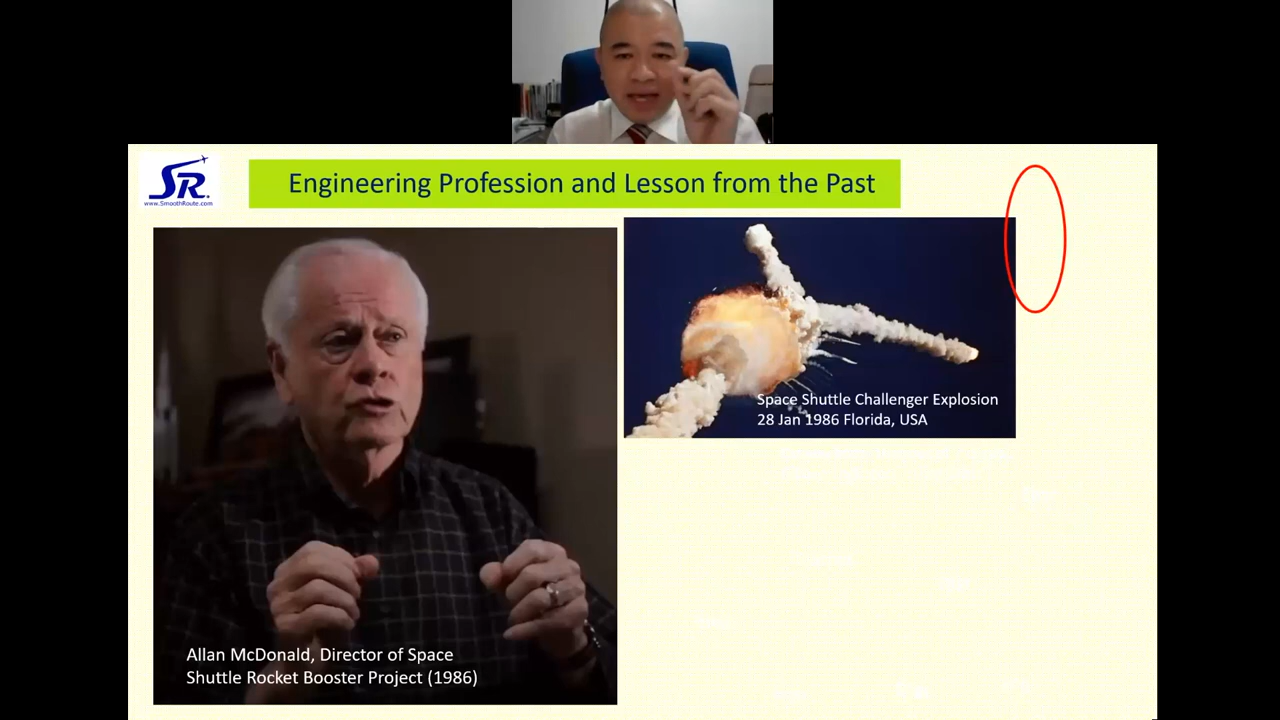 SR.
www.SmoothRoute.com
Engineering Profession and Lesson from the Past
Space Shuttle Challenger Explosion
28 Jan 1986 Florida, USA
Allan McDonald, Director of Space
Shuttle Rocket Booster Project (1986)